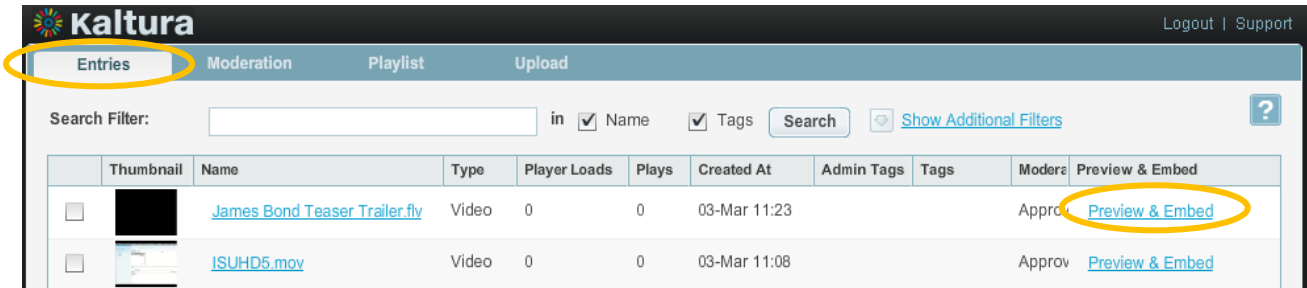 Kaltura
Logout | Support
Entries Moderation Playlist Upload
Search Filter: in Name Tags Search Show Additional Filters ?
Thumbnail Name Type Player Loads Plays Created At Admin Tags Tags Modera Preview & Embed
James Bond Teaser Trailer.flv Video 0 0 03-Mar 11:23 Approv Preview & Embed
ISUHD5.mov Video 0 0 03-Mar 11:08 Approv Preview & Embed